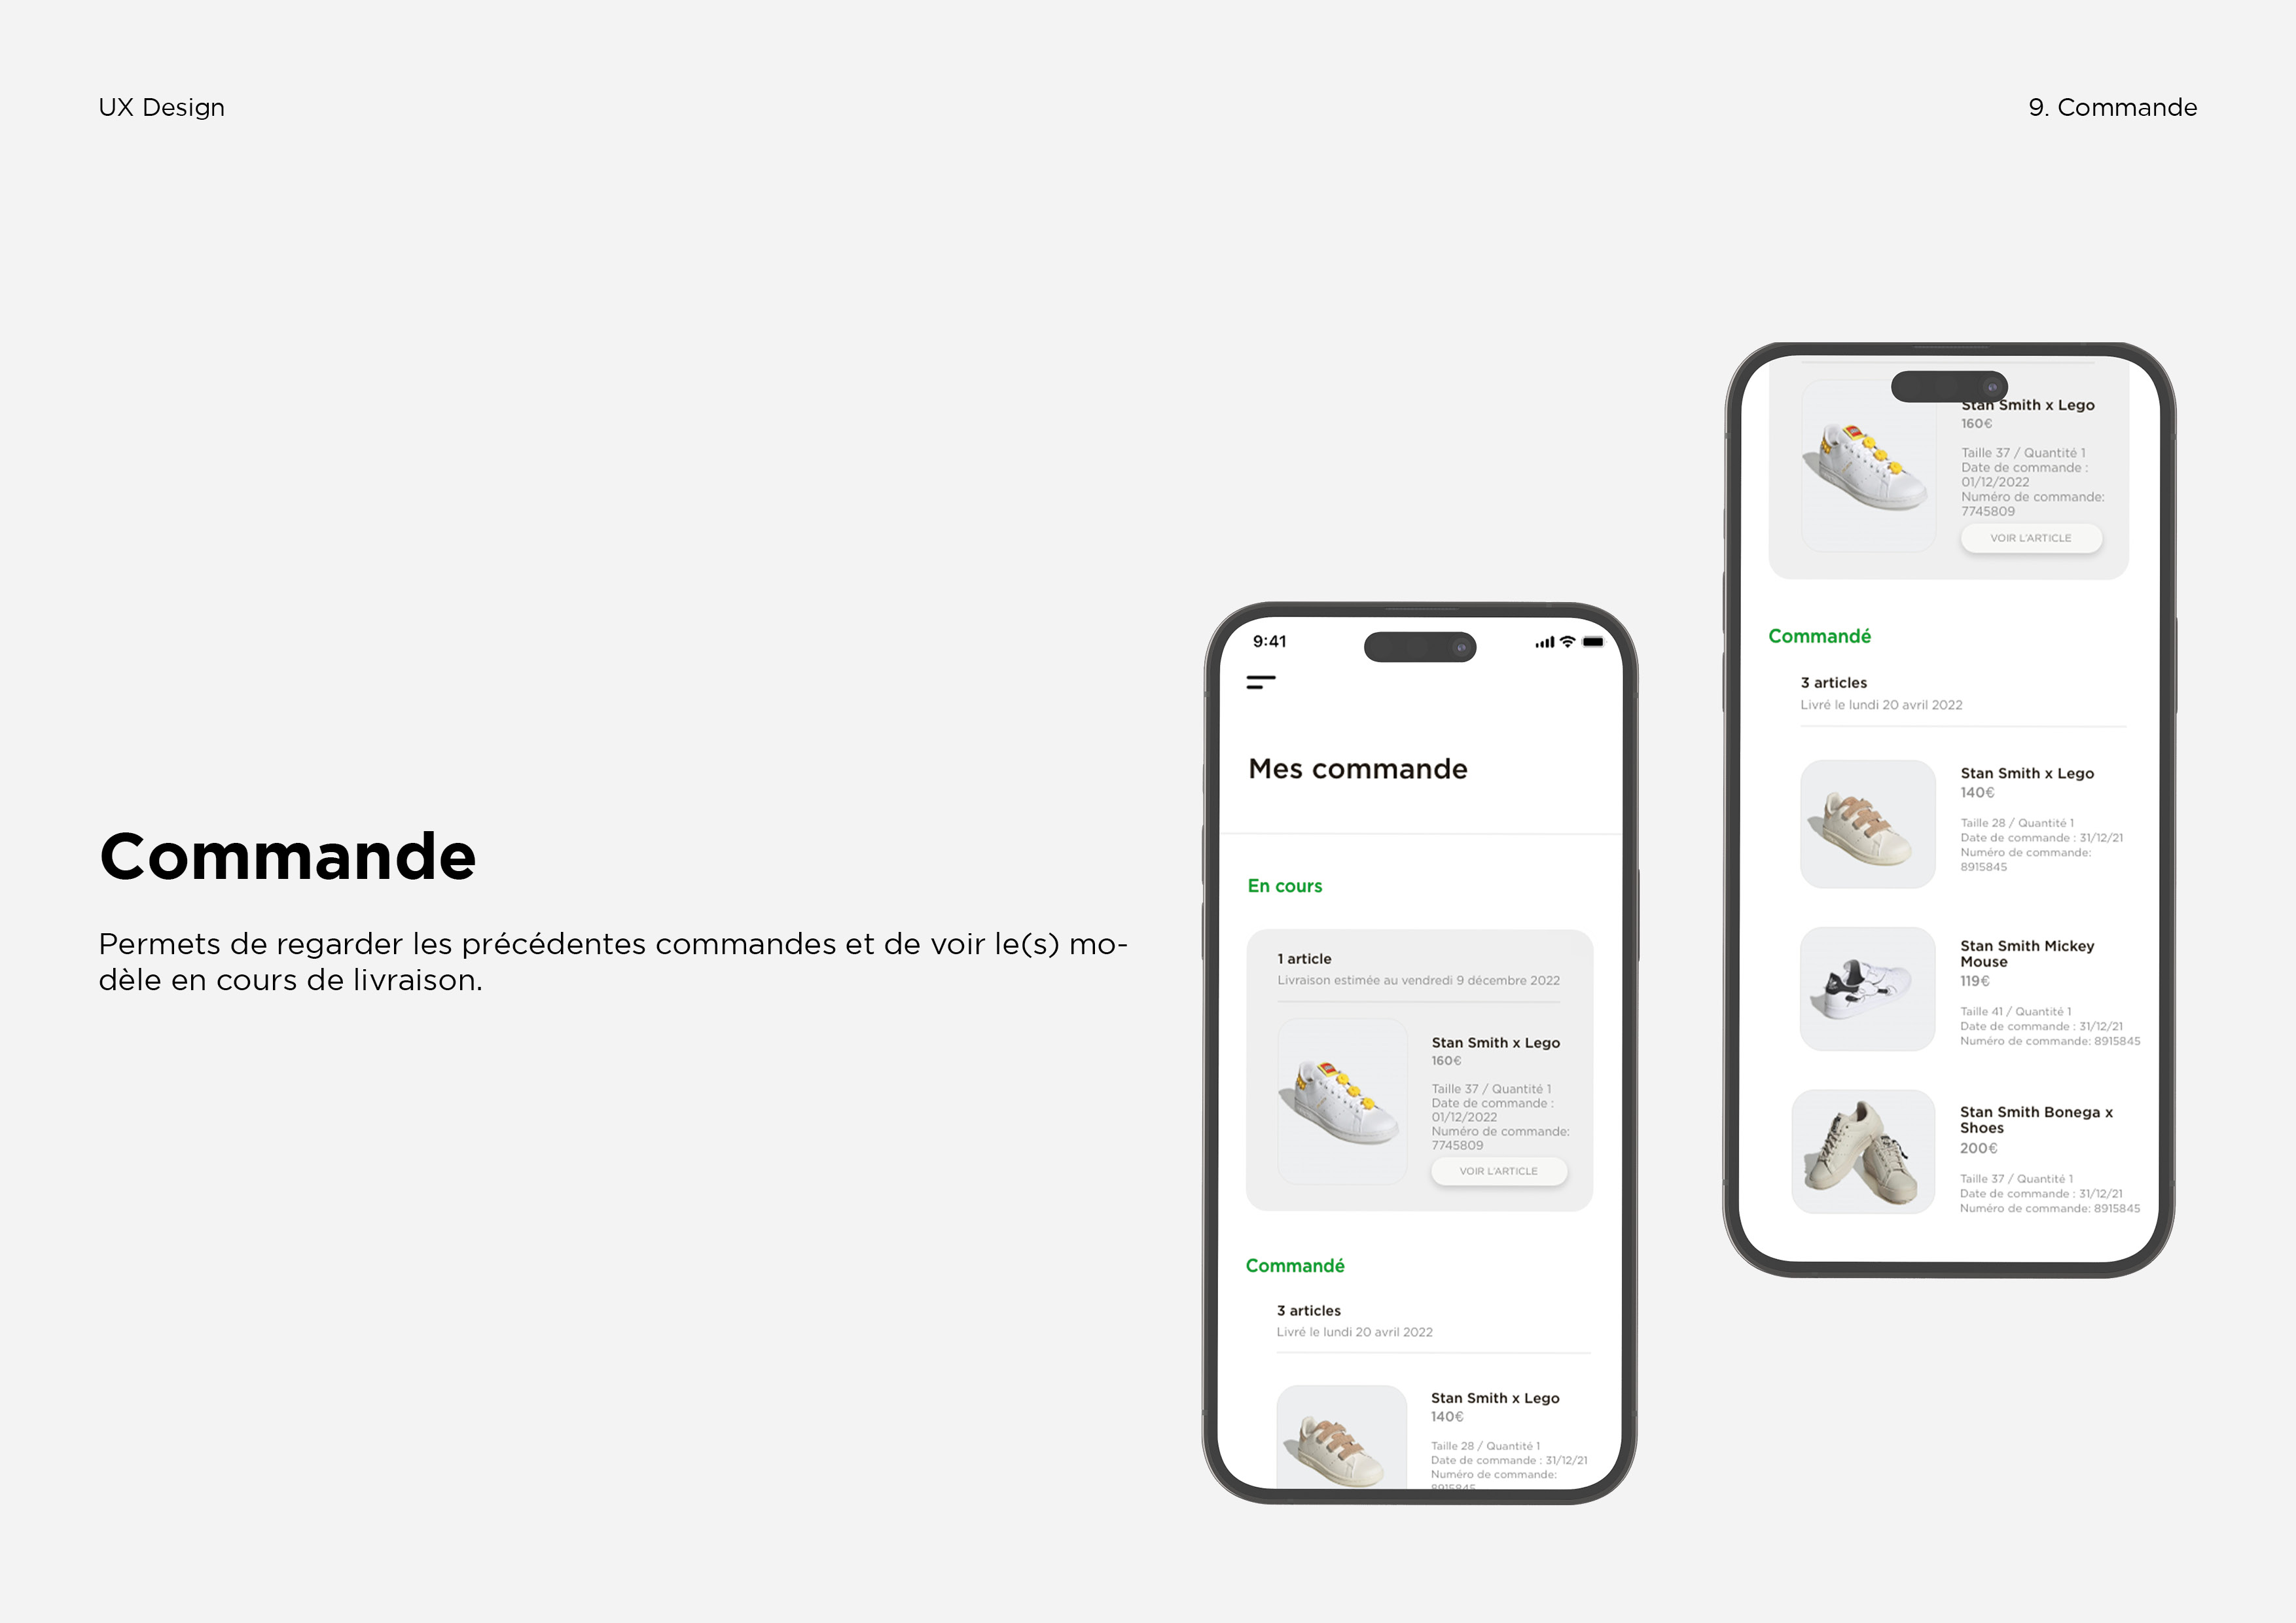 UX Design
9. Commande
Commande
Permets de regarder les précédentes commandes et de voir le(s) mo-
dèle en cours de livraison.
9:41
Mes commande
En cours
1 article
Livraison estimée au vendredi 9 décembre 2022
Stan Smith x Lego
160€
Taille 37 / Quantité 1
Date de commande :
01/12/2022
Numéro de commande:
7745809
VOIR L'ARTICLE
Commandé
3 articles
Livré le lundi 20 avril 2022
Stan Smith x Lego
140€
Taille 28 / Quantité 1
Date de commande : 31/12/21
Numéro de commande:
8915845
Stan Smith x Lego
160€
Taille 37 / Quantité 1
Date de commande :
01/12/2022
Numéro de commande:
7745809
VOIR L'ARTICLE
Commandé
3 articles
Livré le lundi 20 avril 2022
Stan Smith x Lego
140€
Taille 28 / Quantité 1
Date de commande : 31/12/21
Numéro de commande:
8915845
Stan Smith Mickey
Mouse
119€
Taille 41 / Quantité 1
Date de commande : 31/12/21
Numéro de commande: 8915845
Stan Smith Bonega x
Shoes
200€
Taille 37 / Quantité 1
Date de commande : 31/12/21
Numéro de commande: 8915845